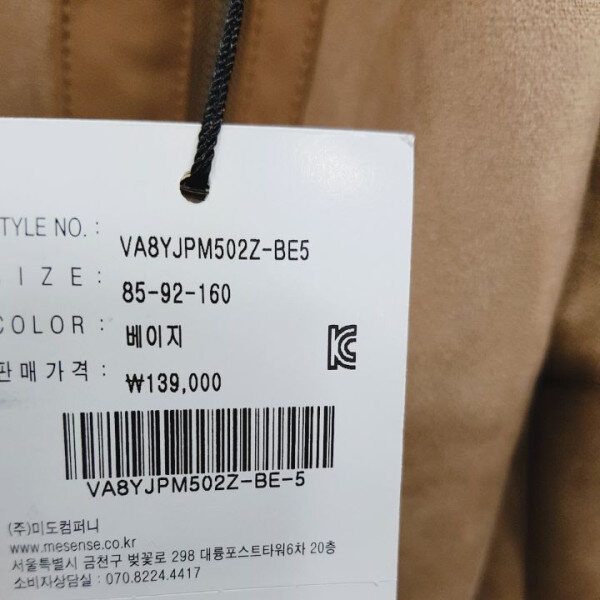 STYLE NO. : VA8YJPM502Z-BE5
SIZE : 85-92-160
COLOR : 베이지
판매가격 : ₩139,000
VA8YJPM502Z-BE-5
(주)미도컴퍼니
www.mesense.co.kr
서울특별시 금천구 벚꽃로 298 대륭포스트타워6차 20층
소비자상담실 : 070.8224.4417